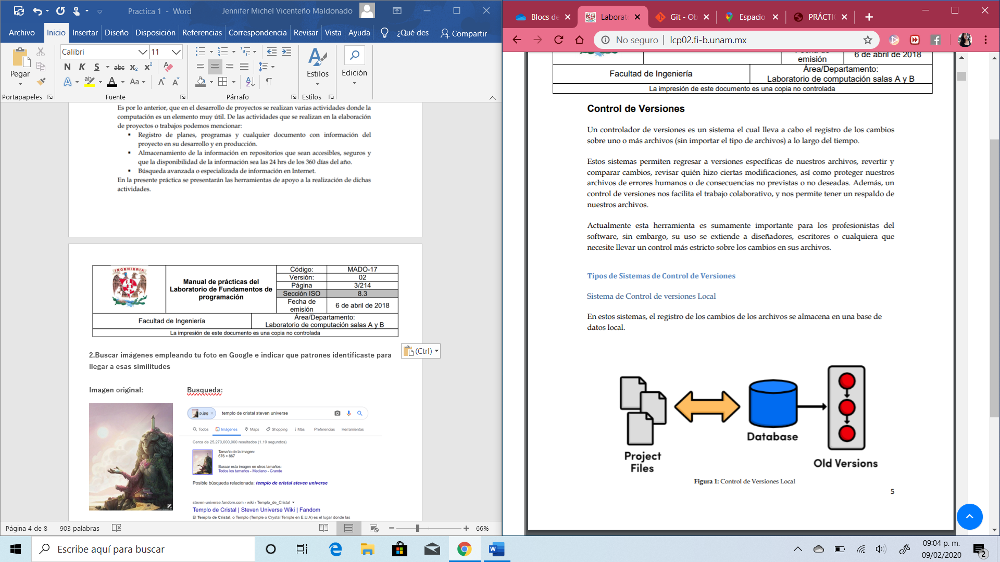 Practica 1 - Word
Jennifer Michel Vicenteño Maldonado
Archivo Inicio Insertar Diseño Disposición Referencias Correspondencia Revisar Vista Ayuda ¿Qué des Compartir
Pegar
Portapapeles
Calibri 11
N K S abc x₂ x²
A ab A Aa A A
Fuente
Párrafo
Estilos
Estilos
Edición
Es por lo anterior, que en el desarrollo de proyectos se realizan varias actividades donde la
computación es un elemento muy útil. De las actividades que se realizan en la elaboración
de proyectos o trabajos podemos mencionar:
▪ Registro de planes, programas y cualquier documento con información del
proyecto en su desarrollo y en producción.
▪ Almacenamiento de la información en repositorios que sean accesibles, seguros y
que la disponibilidad de la información sea las 24 hrs de los 360 días del año.
▪ Búsqueda avanzada o especializada de información en Internet.
En la presente práctica se presentarán las herramientas de apoyo a la realización de dichas
actividades.
INGENIERIA
Manual de prácticas del
Laboratorio de Fundamentos de
programación
Código: MADO-17
Versión: 02
Página 3/214
Sección ISO 8.3
Fecha de
emisión
6 de abril de 2018
Facultad de Ingeniería
Área/Departamento:
Laboratorio de computación salas A y B
La impresión de este documento es una copia no controlada
(Ctrl)
2.Buscar imágenes empleando tu foto en Google e indicar que patrones identificaste para
llegar a esas similitudes
Imagen original: Busqueda:
p.jpg × templo de cristal steven universe
Todos Imágenes Maps Shopping Más Preferencias Herramientas
Cerca de 25,270,000,000 resultados (1.19 segundos)
Tamaño de la imagen:
676 × 867
Buscar esta imagen en otros tamaños:
Todos los tamaños - Mediano - Grande
Posible búsqueda relacionada: templo de cristal steven universe
steven-universe.fandom.com › wiki › Templo_de_Cristal
Templo de Cristal | Steven Universe Wiki | Fandom
El Templo de Cristal, o Templo (Temple o Crystal Temple en E.U.A) es el lugar donde las
Página 4 de 8 903 palabras 66%
Blocs de Laborato Git - Ob Espacio PRÁCTI
No seguro | lcp02.fi-b.unam.mx
Fecha de
emisión
6 de abril de 2018
Facultad de Ingeniería
Área/Departamento:
Laboratorio de computación salas A y B
La impresión de este documento es una copia no controlada
Control de Versiones
Un controlador de versiones es un sistema el cual lleva a cabo el registro de los cambios
sobre uno o más archivos (sin importar el tipo de archivos) a lo largo del tiempo.
Estos sistemas permiten regresar a versiones específicas de nuestros archivos, revertir y
comparar cambios, revisar quién hizo ciertas modificaciones, así como proteger nuestros
archivos de errores humanos o de consecuencias no previstas o no deseadas. Además, un
control de versiones nos facilita el trabajo colaborativo, y nos permite tener un respaldo de
nuestros archivos.
Actualmente esta herramienta es sumamente importante para los profesionistas del
software, sin embargo, su uso se extiende a diseñadores, escritores o cualquiera que
necesite llevar un control más estricto sobre los cambios en sus archivos.
Tipos de Sistemas de Control de Versiones
Sistema de Control de versiones Local
En estos sistemas, el registro de los cambios de los archivos se almacena en una base de
datos local.
Project
Files
Database
Old Versions
Figura 1: Control de Versiones Local
5
Escribe aquí para buscar
09:04 p. m.
09/02/2020
2